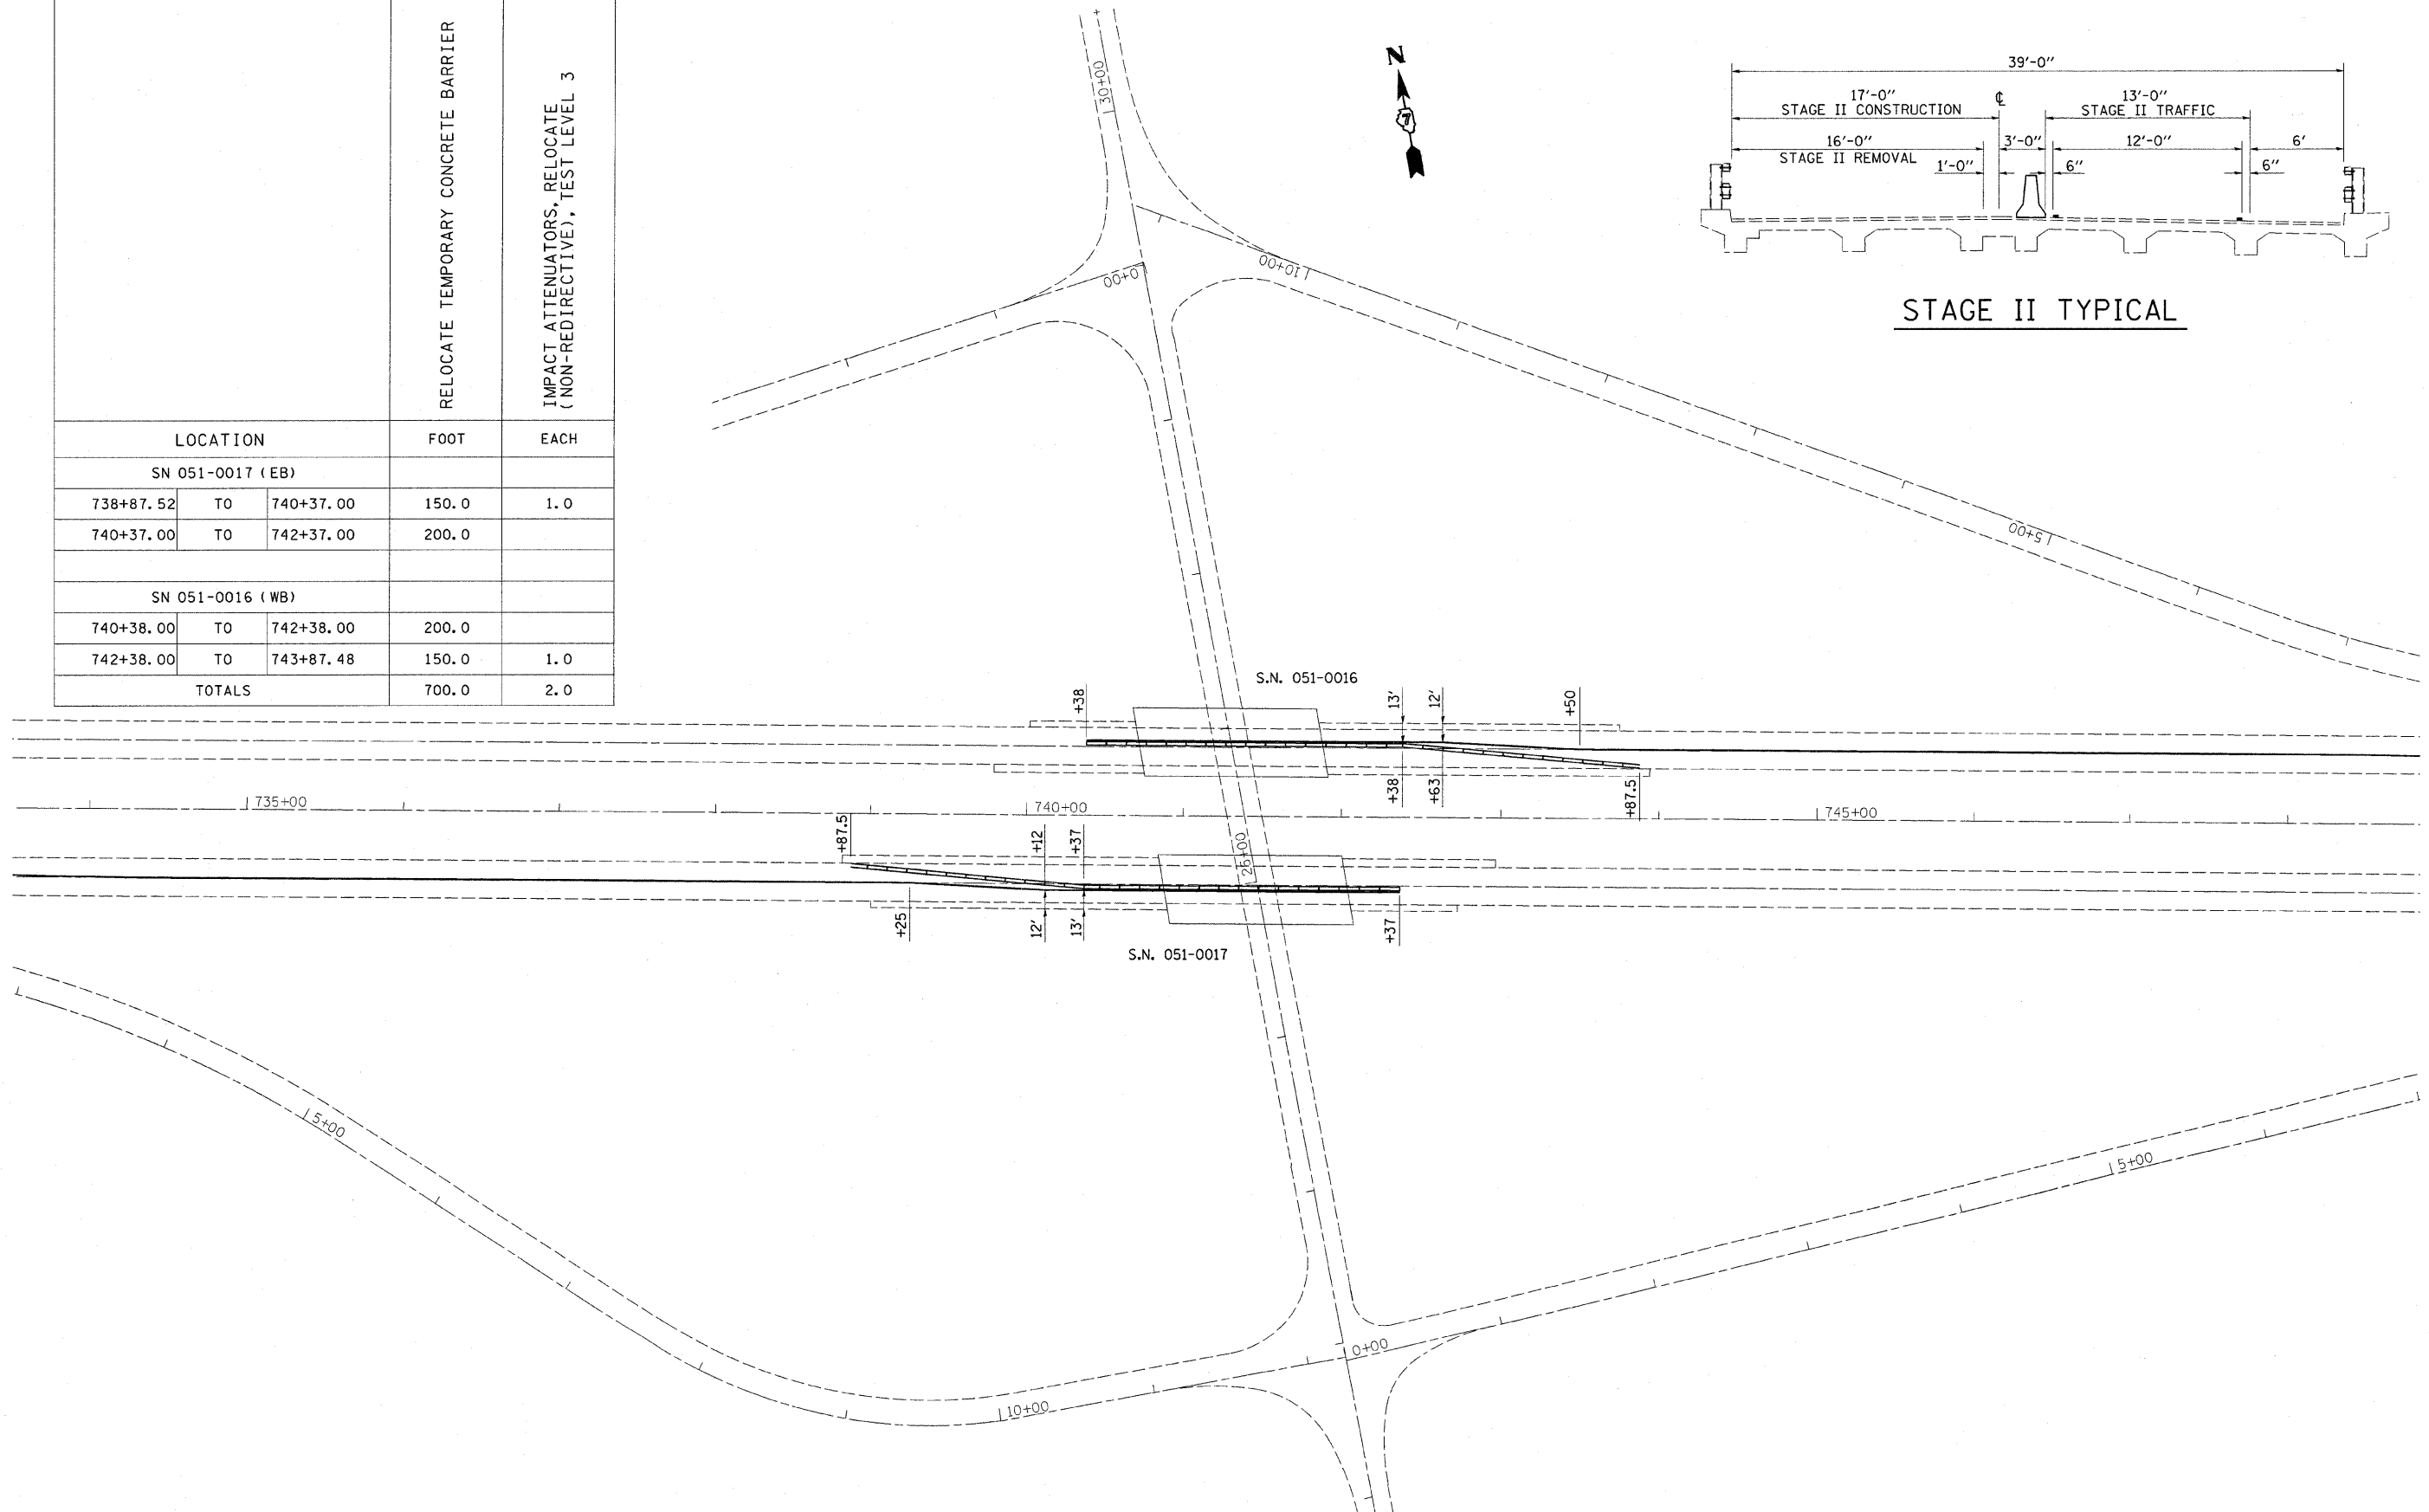 RELOCATE TEMPORARY CONCRETE BARRIER
IMPACT ATTENUATORS, RELOCATE
(NON-REDIRECTIVE), TEST LEVEL 3
LOCATION FOOT EACH
SN 051-0017 (EB)
738+87.52 TO 740+37.00 150.0 1.0
740+37.00 TO 742+37.00 200.0
SN 051-0016 (WB)
740+38.00 TO 742+38.00 200.0
742+38.00 TO 743+87.48 150.0 1.0
TOTALS 700.0 2.0
N
7
39'-0"
17'-0"
STAGE II CONSTRUCTION
℄
13'-0"
STAGE II TRAFFIC
16'-0"
STAGE II REMOVAL
3'-0"
12'-0"
6'
1'-0"
6"
6"
STAGE II TYPICAL
30+00
0+00
10+00
5+00
S.N. 051-0016
+38
13'
12'
+50
+38
+63
+87.5
735+00
740+00
745+00
+87.5
+12
+37
25+00
+25
12'
13'
+37
S.N. 051-0017
5+00
10+00
0+00
5+00